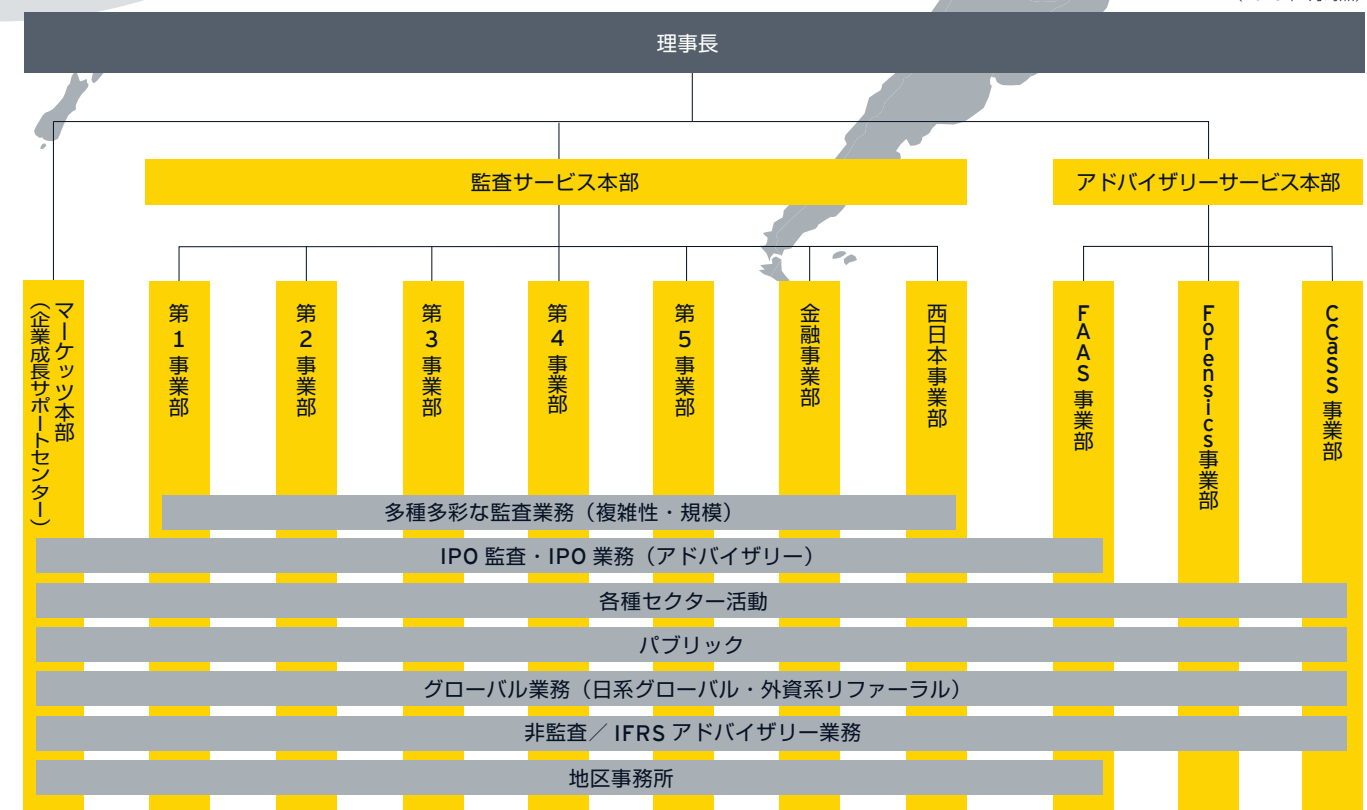 理事長
監査サービス本部
アドバイザリーサービス本部
マーケッツ本部
（企業成長サポートセンター）
第1事業部
第2事業部
第3事業部
第4事業部
第5事業部
金融事業部
西日本事業部
FAAS事業部
Forensics事業部
CCaSS事業部
多種多彩な監査業務（複雑性・規模）
IPO 監査・IPO 業務（アドバイザリー）
各種セクター活動
パブリック
グローバル業務（日系グローバル・外資系リファーラル）
非監査／ IFRS アドバイザリー業務
地区事務所